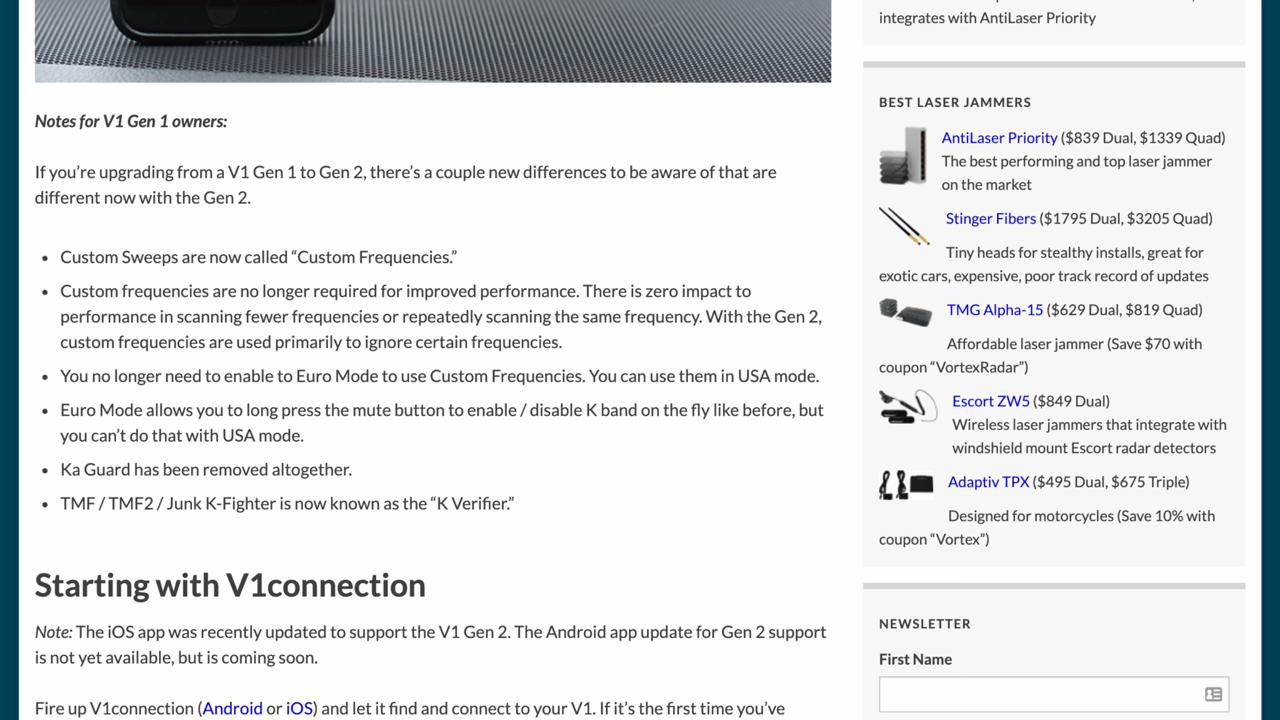 Notes for V1 Gen 1 owners:
If you’re upgrading from a V1 Gen 1 to Gen 2, there’s a couple new differences to be aware of that are
different now with the Gen 2.
• Custom Sweeps are now called “Custom Frequencies.”
• Custom frequencies are no longer required for improved performance. There is zero impact to
performance in scanning fewer frequencies or repeatedly scanning the same frequency. With the Gen 2,
custom frequencies are used primarily to ignore certain frequencies.
• You no longer need to enable to Euro Mode to use Custom Frequencies. You can use them in USA mode.
• Euro Mode allows you to long press the mute button to enable / disable K band on the fly like before, but
you can’t do that with USA mode.
• Ka Guard has been removed altogether.
• TMF / TMF2 / Junk K-Fighter is now known as the “K Verifier.”
Starting with V1connection
Note: The iOS app was recently updated to support the V1 Gen 2. The Android app update for Gen 2 support
is not yet available, but is coming soon.
Fire up V1connection (Android or iOS) and let it find and connect to your V1. If it’s the first time you’ve
integrates with AntiLaser Priority
BEST LASER JAMMERS
AntiLaser Priority ($839 Dual, $1339 Quad)
The best performing and top laser jammer
on the market
Stinger Fibers ($1795 Dual, $3205 Quad)
Tiny heads for stealthy installs, great for
exotic cars, expensive, poor track record of updates
TMG Alpha-15 ($629 Dual, $819 Quad)
Affordable laser jammer (Save $70 with
coupon “VortexRadar”)
Escort ZW5 ($849 Dual)
Wireless laser jammers that integrate with
windshield mount Escort radar detectors
Adaptiv TPX ($495 Dual, $675 Triple)
Designed for motorcycles (Save 10% with
coupon “Vortex”)
NEWSLETTER
First Name